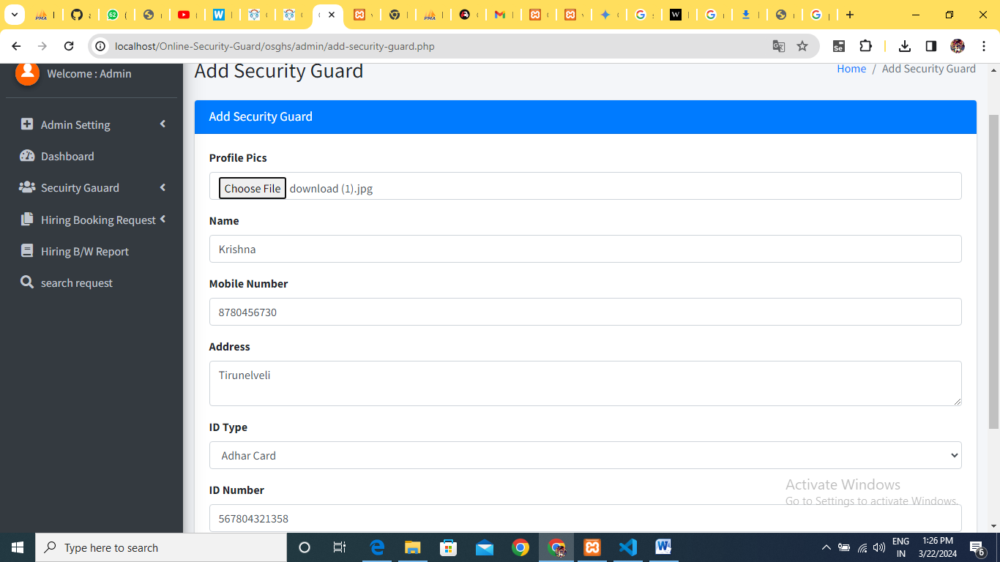 62
localhost/Online-Security-Guard/osghs/admin/add-security-guard.php
Welcome : Admin
Admin Setting
Dashboard
Secuirty Gauard
Hiring Booking Request
Hiring B/W Report
search request
Add Security Guard
Home / Add Security Guard
Add Security Guard
Profile Pics
Choose File download (1).jpg
Name
Krishna
Mobile Number
8780456730
Address
Tirunelveli
ID Type
Adhar Card
ID Number
567804321358
Activate Windows
Go to Settings to activate Windows.
Type here to search
ENG
IN
1:26 PM
3/22/2024
6